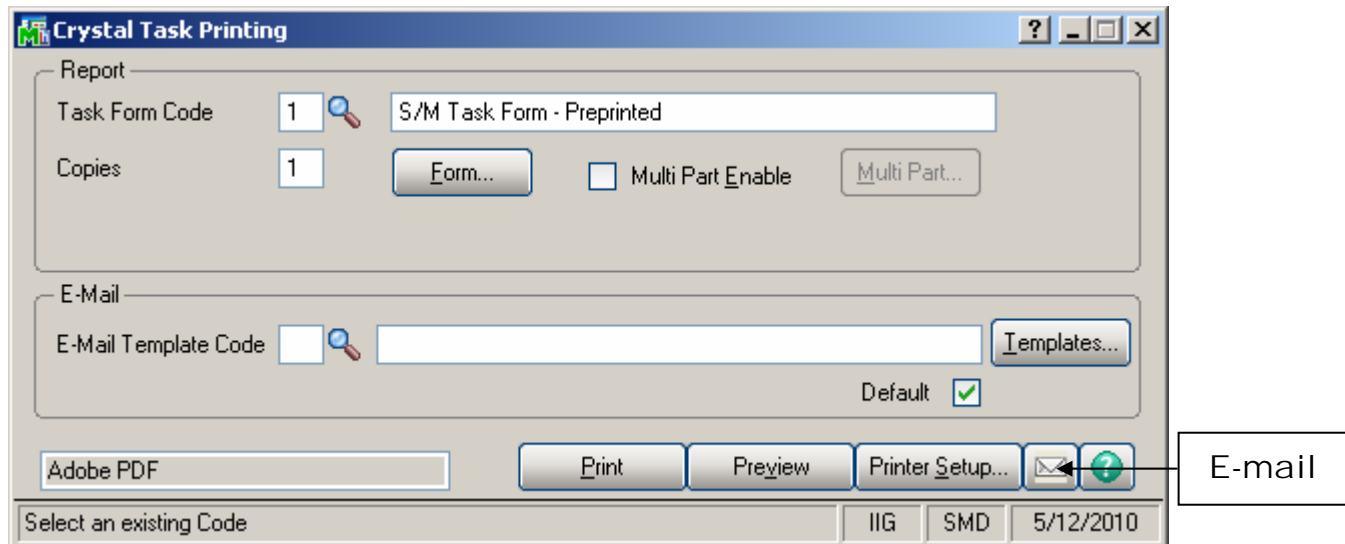 Crystal Task Printing
Report
Task Form Code 1 S/M Task Form - Preprinted
Copies 1 Form... Multi Part Enable Multi Part...
E-Mail
E-Mail Template Code Templates...
Default
Adobe PDF Print Preview Printer Setup...
E-mail
Select an existing Code IIG SMD 5/12/2010